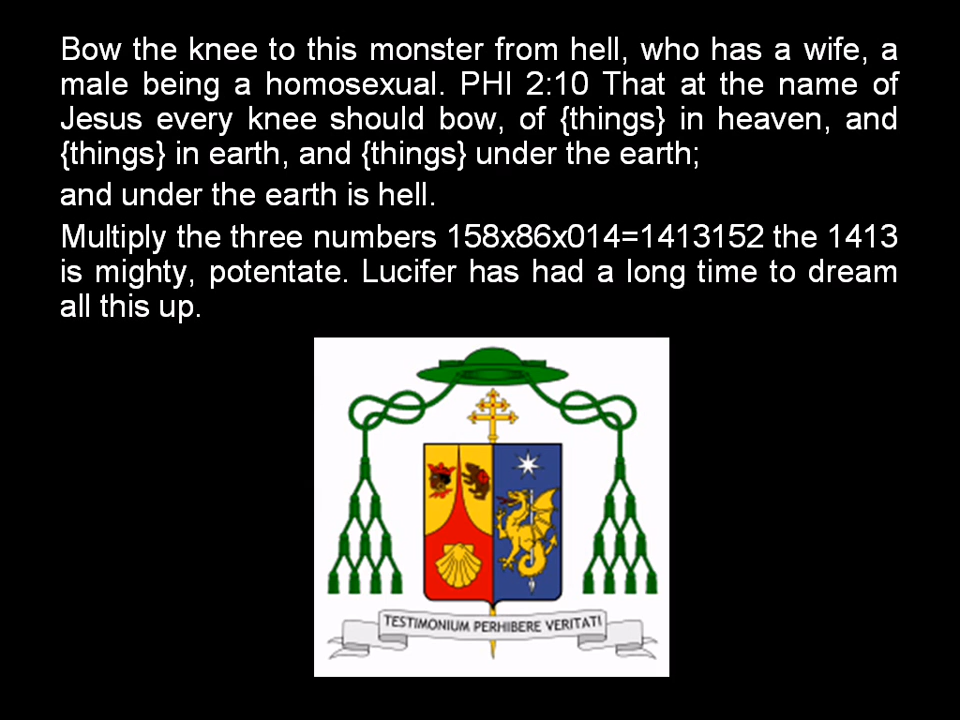 Bow the knee to this monster from hell, who has a wife, a
male being a homosexual. PHI 2:10 That at the name of
Jesus every knee should bow, of {things} in heaven, and
{things} in earth, and {things} under the earth;
and under the earth is hell.
Multiply the three numbers 158x86x014=1413152 the 1413
is mighty, potentate. Lucifer has had a long time to dream
all this up.
TESTIMONIUM PERHIBERE VERITATI